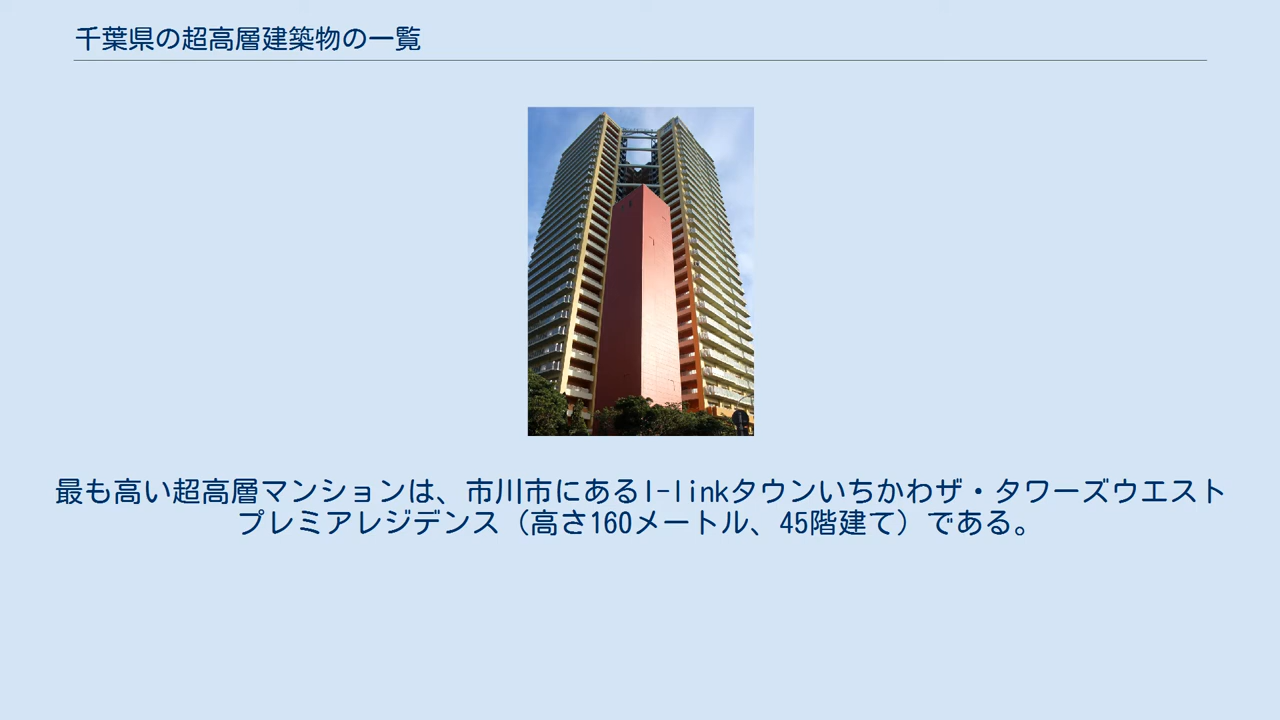 千葉県の超高層建築物の一覧
最も高い超高層マンションは、市川市にあるI-linkタウンいちかわザ・タワーズウエスト
プレミアレジデンス（高さ160メートル、45階建て）である。